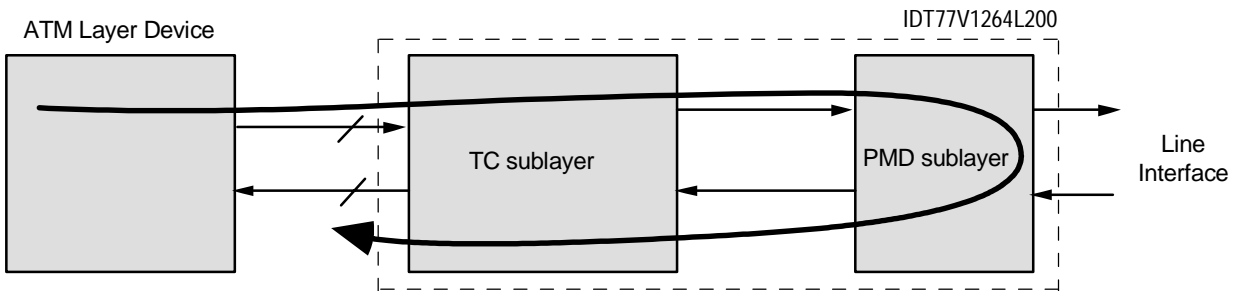 IDT77V1264L200
ATM Layer Device
TC sublayer
PMD sublayer
Line
Interface